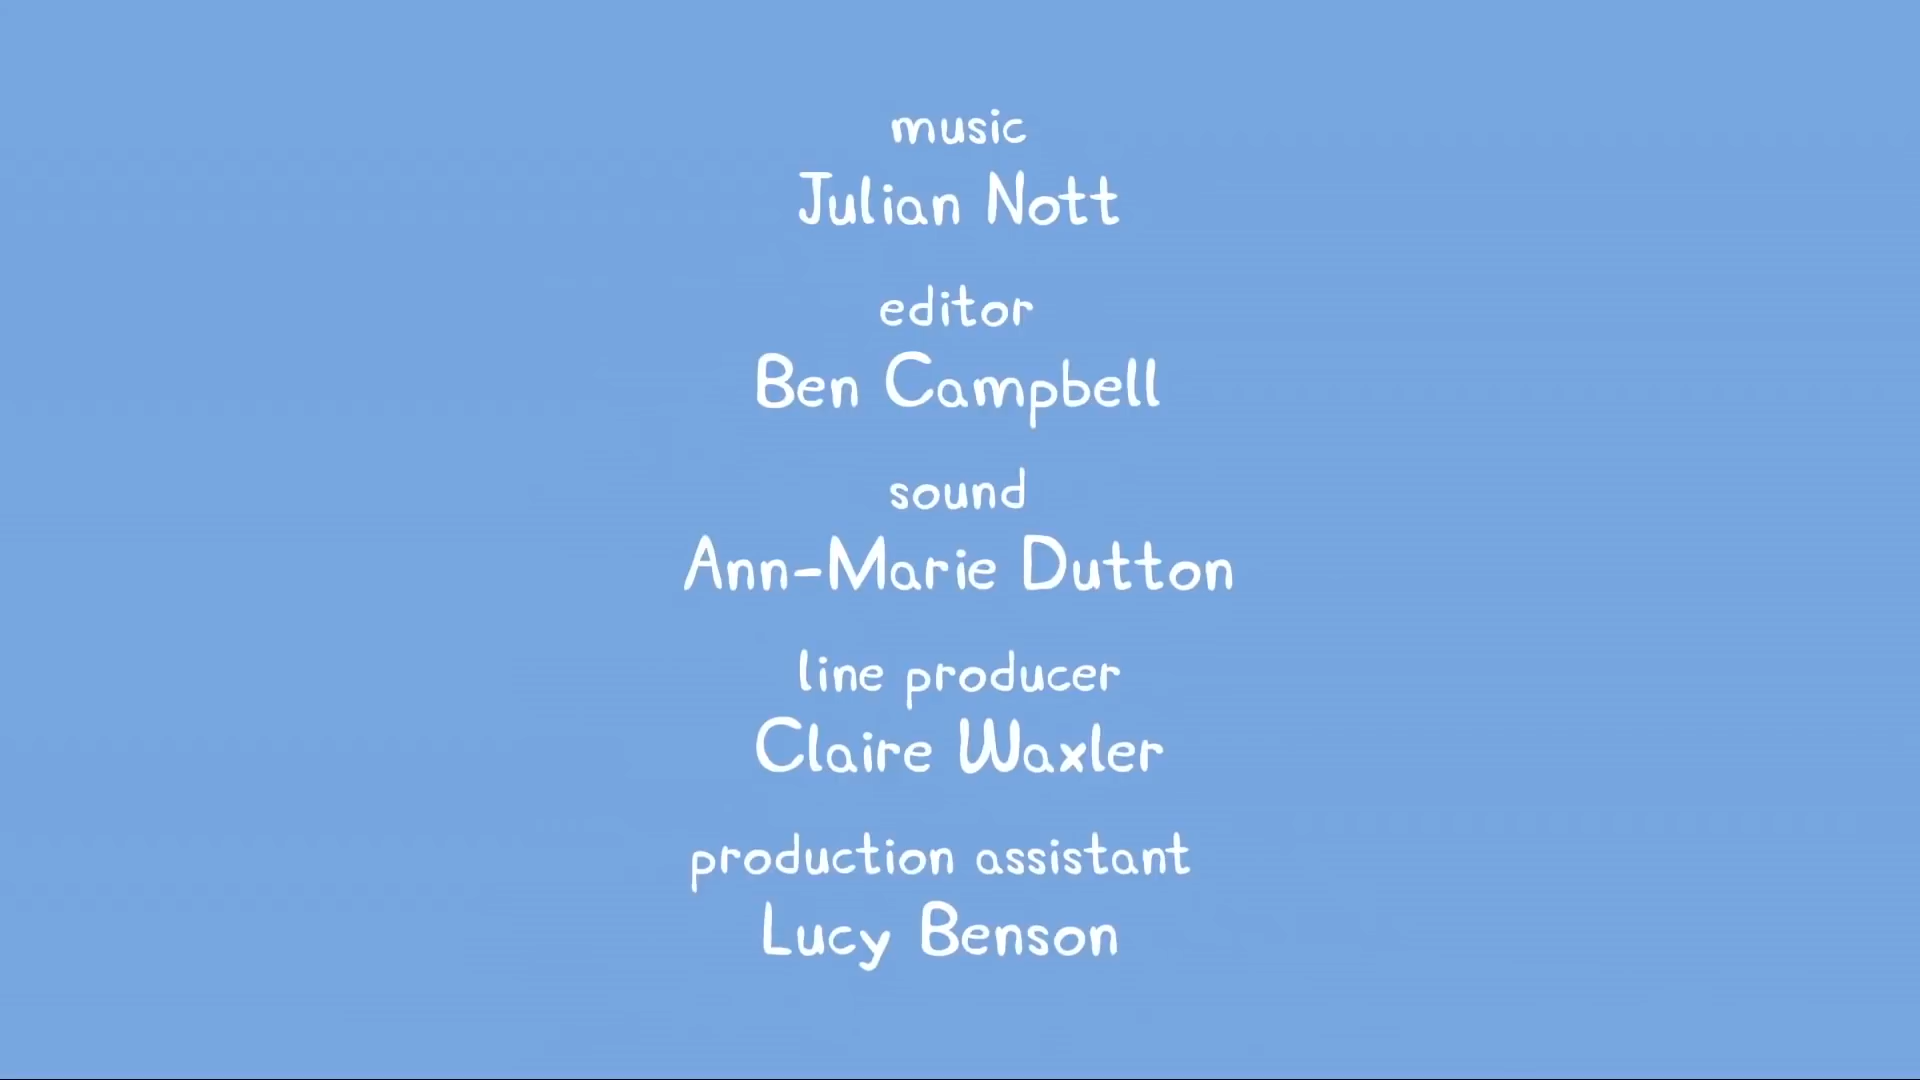 music
Julian Nott
editor
Ben Campbell
sound
Ann-Marie Dutton
line producer
Claire Waxler
production assistant
Lucy Benson